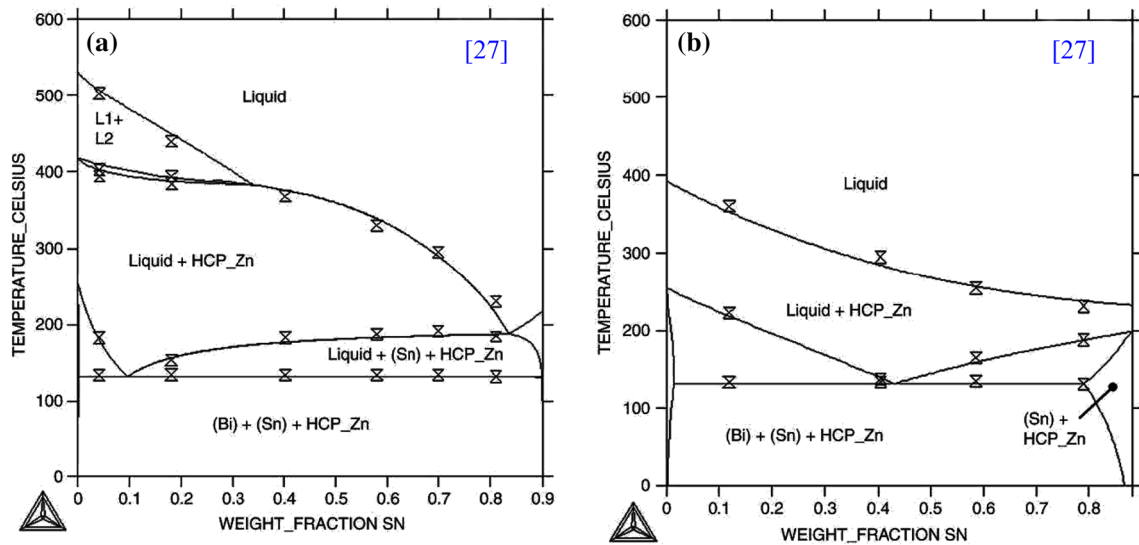 (a)
[27]
600
500
400
300
200
100
0
TEMPERATURE_CELSIUS
Liquid
L1+
L2
Liquid + HCP_Zn
Liquid + (Sn) + HCP_Zn
(Bi) + (Sn) + HCP_Zn
0 0.1 0.2 0.3 0.4 0.5 0.6 0.7 0.8 0.9
WEIGHT_FRACTION SN
(b)
[27]
600
500
400
300
200
100
0
TEMPERATURE_CELSIUS
Liquid
Liquid + HCP_Zn
(Bi) + (Sn) + HCP_Zn
(Sn) +
HCP_Zn
0 0.1 0.2 0.3 0.4 0.5 0.6 0.7 0.8
WEIGHT_FRACTION SN